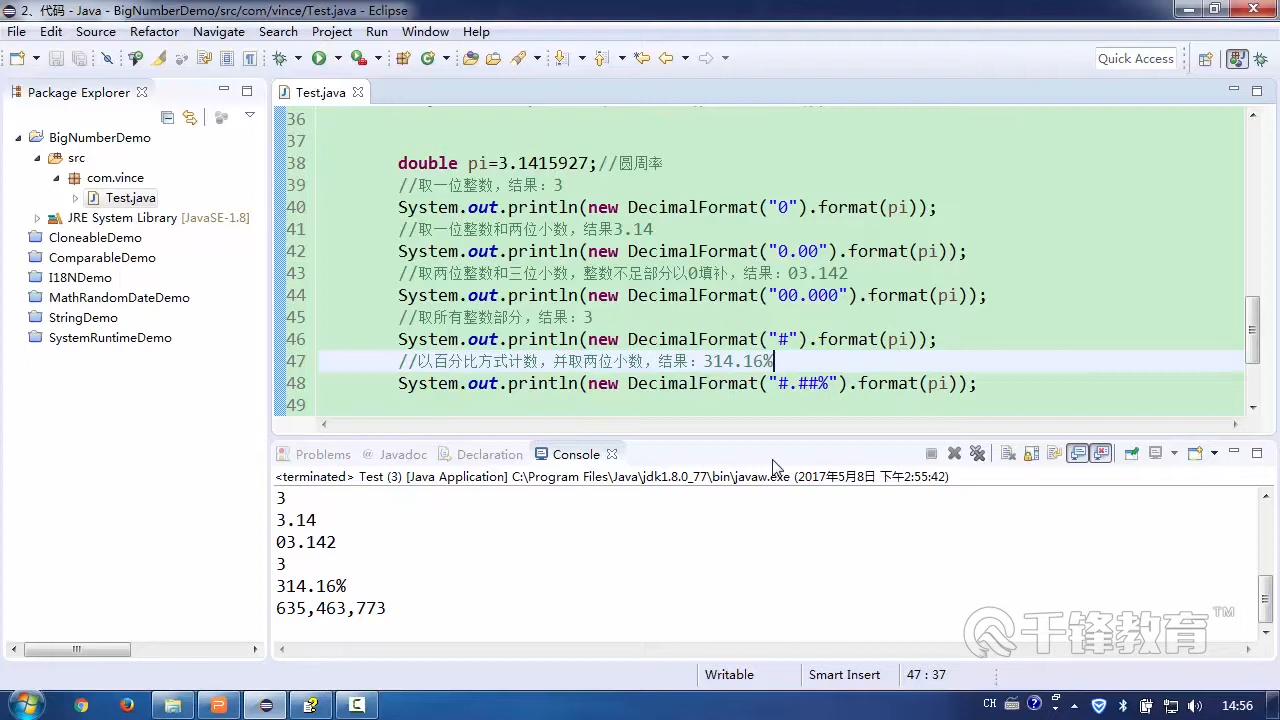 2、代码 - Java - BigNumberDemo/src/com/vince/Test.java - Eclipse
File Edit Source Refactor Navigate Search Project Run Window Help
Quick Access
Package Explorer
Test.java
BigNumberDemo
src
com.vince
Test.java
JRE System Library [JavaSE-1.8]
CloneableDemo
ComparableDemo
I18NDemo
MathRandomDateDemo
StringDemo
SystemRuntimeDemo
36
37
38 double pi=3.1415927;//圆周率
39 //取一位整数，结果：3
40 System.out.println(new DecimalFormat("0").format(pi));
41 //取一位整数和两位小数，结果3.14
42 System.out.println(new DecimalFormat("0.00").format(pi));
43 //取两位整数和三位小数，整数不足部分以0填补，结果：03.142
44 System.out.println(new DecimalFormat("00.000").format(pi));
45 //取所有整数部分，结果：3
46 System.out.println(new DecimalFormat("#").format(pi));
47 //以百分比方式计数，并取两位小数，结果：314.16%
48 System.out.println(new DecimalFormat("#.##%").format(pi));
49
Problems @ Javadoc Declaration Console
<terminated> Test (3) [Java Application] C:\Program Files\Java\jdk1.8.0_77\bin\javaw.exe (2017年5月8日 下午2:55:42)
3
3.14
03.142
3
314.16%
635,463,773
千锋教育™
Writable Smart Insert 47 : 37
CH 14:56